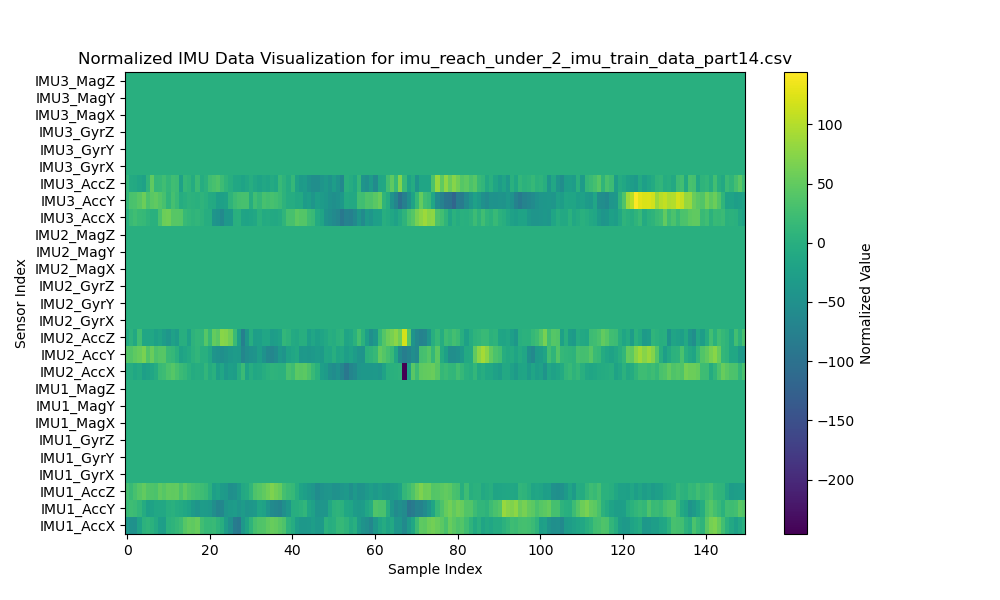 Normalized IMU Data Visualization for imu_reach_under_2_imu_train_data_part14.csv
IMU3_MagZ
IMU3_MagY
IMU3_MagX
IMU3_GyrZ
IMU3_GyrY
IMU3_GyrX
IMU3_AccZ
IMU3_AccY
IMU3_AccX
IMU2_MagZ
IMU2_MagY
IMU2_MagX
IMU2_GyrZ
IMU2_GyrY
IMU2_GyrX
IMU2_AccZ
IMU2_AccY
IMU2_AccX
IMU1_MagZ
IMU1_MagY
IMU1_MagX
IMU1_GyrZ
IMU1_GyrY
IMU1_GyrX
IMU1_AccZ
IMU1_AccY
IMU1_AccX
Sensor Index
0 20 40 60 80 100 120 140
Sample Index
100
50
0
−50
−100
−150
−200
Normalized Value